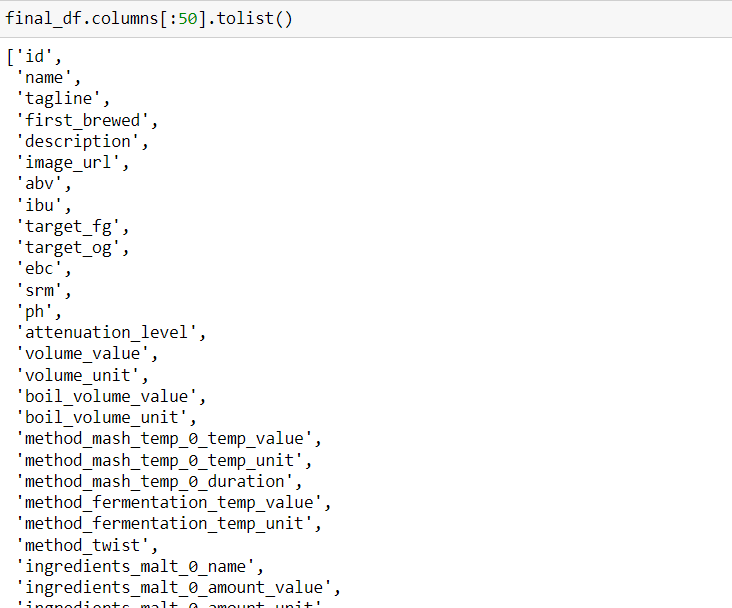 final_df.columns[:50].tolist()
['id',
'name',
'tagline',
'first_brewed',
'description',
'image_url',
'abv',
'ibu',
'target_fg',
'target_og',
'ebc',
'srm',
'ph',
'attenuation_level',
'volume_value',
'volume_unit',
'boil_volume_value',
'boil_volume_unit',
'method_mash_temp_0_temp_value',
'method_mash_temp_0_temp_unit',
'method_mash_temp_0_duration',
'method_fermentation_temp_value',
'method_fermentation_temp_unit',
'method_twist',
'ingredients_malt_0_name',
'ingredients_malt_0_amount_value',
'ingredients_malt_0_amount_unit'